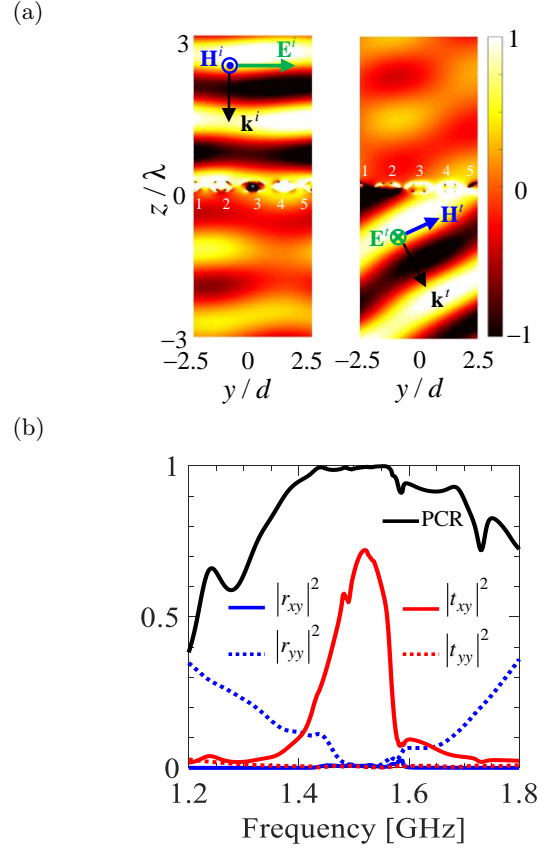 (a)
3
0
−3
z / λ
H^i
E^i
k^i
1 2 3 4 5
1 2 3 4 5
E^t
H^t
k^t
1
0
−1
−2.5 0 2.5
−2.5 0 2.5
y / d
y / d
(b)
1
0.5
0
PCR
|r_xy|^2
|t_xy|^2
|r_yy|^2
|t_yy|^2
1.2 1.4 1.6 1.8
Frequency [GHz]